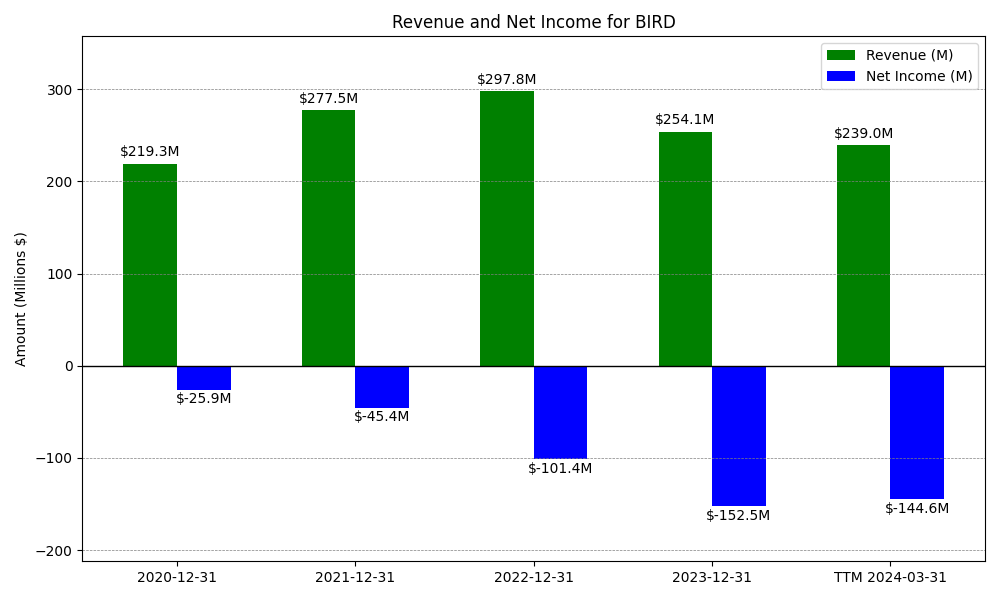 Revenue and Net Income for BIRD
Revenue (M)
Net Income (M)
Amount (Millions $)
300
200
100
0
−100
−200
$219.3M
$277.5M
$297.8M
$254.1M
$239.0M
$-25.9M
$-45.4M
$-101.4M
$-152.5M
$-144.6M
2020-12-31
2021-12-31
2022-12-31
2023-12-31
TTM 2024-03-31